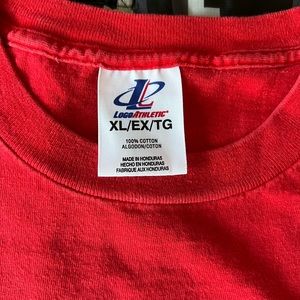 LOGO ATHLETIC
XL/EX/TG
100% COTTON
ALGODON/COTON
MADE IN HONDURAS
HECHO EN HONDURAS
FABRIQUE AUX HONDURAS